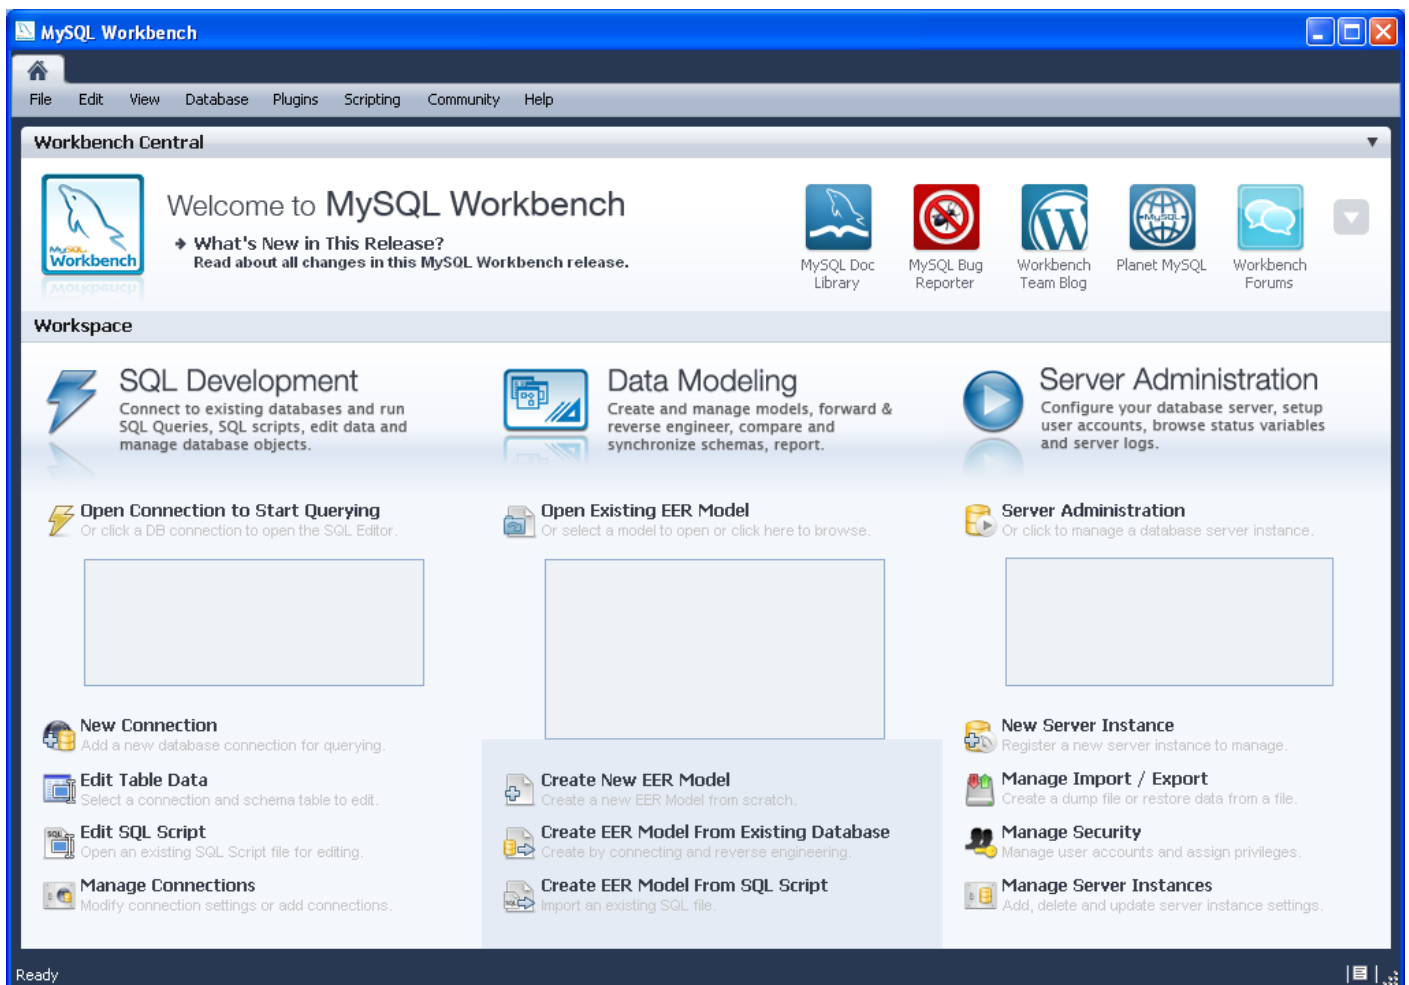 MySQL Workbench
File Edit View Database Plugins Scripting Community Help
Workbench Central
MySQL
Workbench
Welcome to MySQL Workbench
What's New in This Release?
Read about all changes in this MySQL Workbench release.
MySQL Doc
Library
MySQL Bug
Reporter
Workbench
Team Blog
MySQL
Planet MySQL
Workbench
Forums
Workspace
SQL Development
Connect to existing databases and run
SQL Queries, SQL scripts, edit data and
manage database objects.
Data Modeling
Create and manage models, forward &
reverse engineer, compare and
synchronize schemas, report.
Server Administration
Configure your database server, setup
user accounts, browse status variables
and server logs.
Open Connection to Start Querying
Or click a DB connection to open the SQL Editor.
New Connection
Add a new database connection for querying.
Edit Table Data
Select a connection and schema table to edit.
SQL
Edit SQL Script
Open an existing SQL Script file for editing.
Manage Connections
Modify connection settings or add connections.
Open Existing EER Model
Or select a model to open or click here to browse.
Create New EER Model
Create a new EER Model from scratch.
Create EER Model From Existing Database
Create by connecting and reverse engineering.
SQL
Create EER Model From SQL Script
Import an existing SQL file.
Server Administration
Or click to manage a database server instance.
New Server Instance
Register a new server instance to manage.
Manage Import / Export
Create a dump file or restore data from a file.
Manage Security
Manage user accounts and assign privileges.
Manage Server Instances
Add, delete and update server instance settings.
Ready